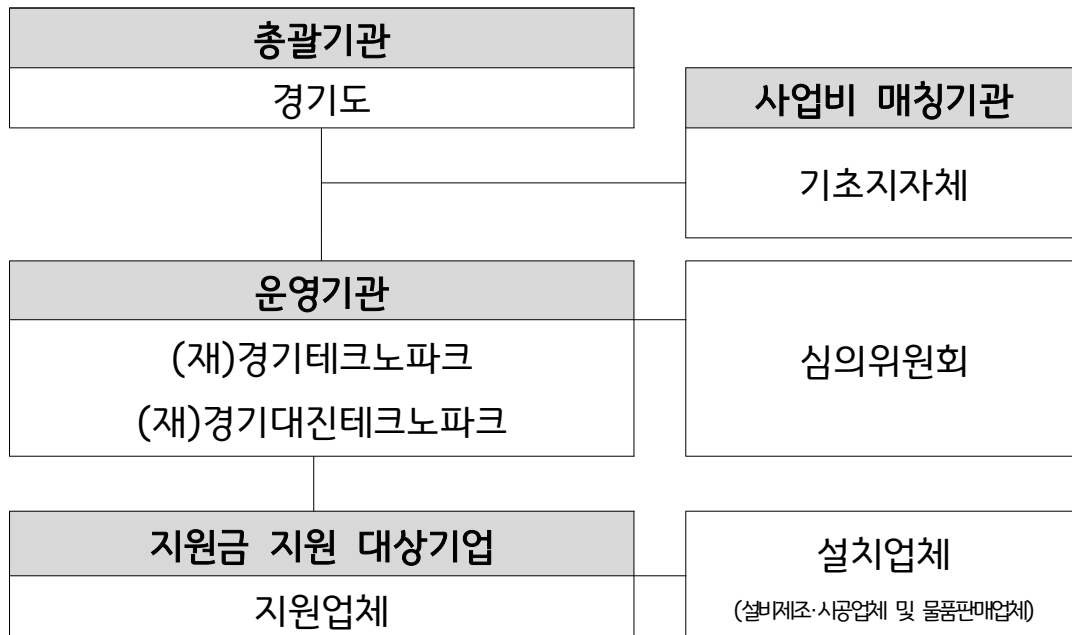 총괄기관
경기도
사업비 매칭기관
기초지자체
운영기관
(재)경기테크노파크
(재)경기대진테크노파크
심의위원회
지원금 지원 대상기업
지원업체
설치업체
(설비제조·시공업체 및 물품판매업체)